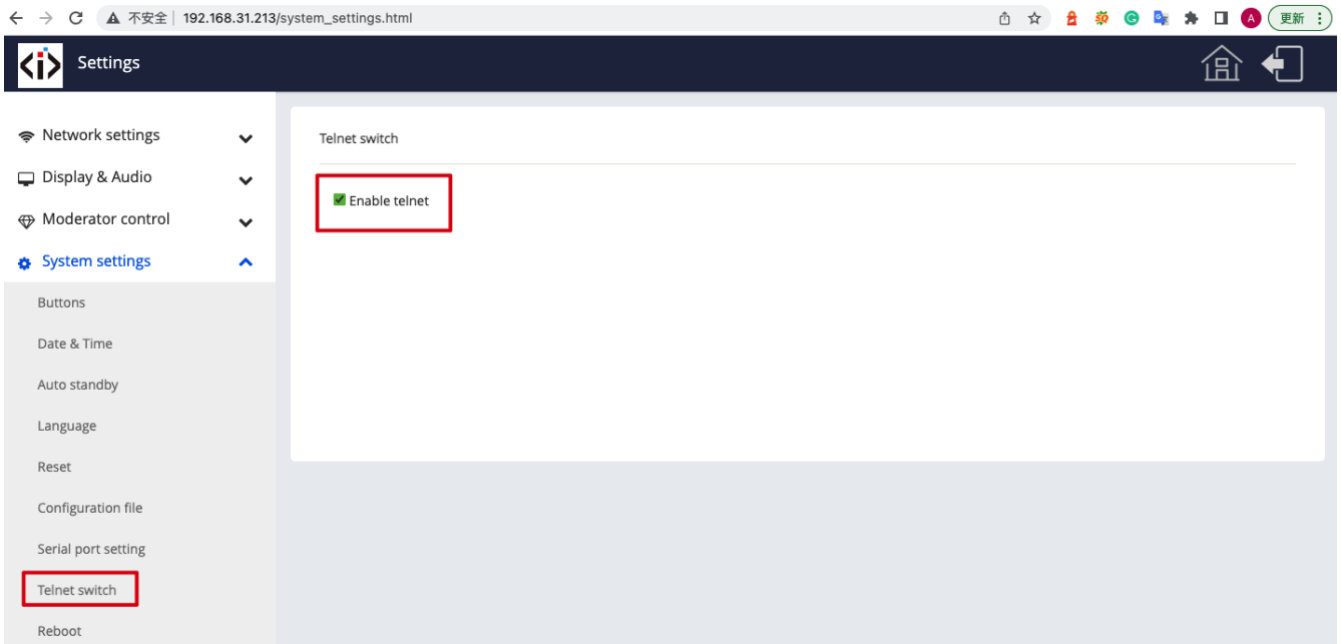 不安全 192.168.31.213/system_settings.html
A 更新
<i> Settings
Network settings
Display & Audio
Moderator control
System settings
Buttons
Date & Time
Auto standby
Language
Reset
Configuration file
Serial port setting
Telnet switch
Reboot
Telnet switch
Enable telnet